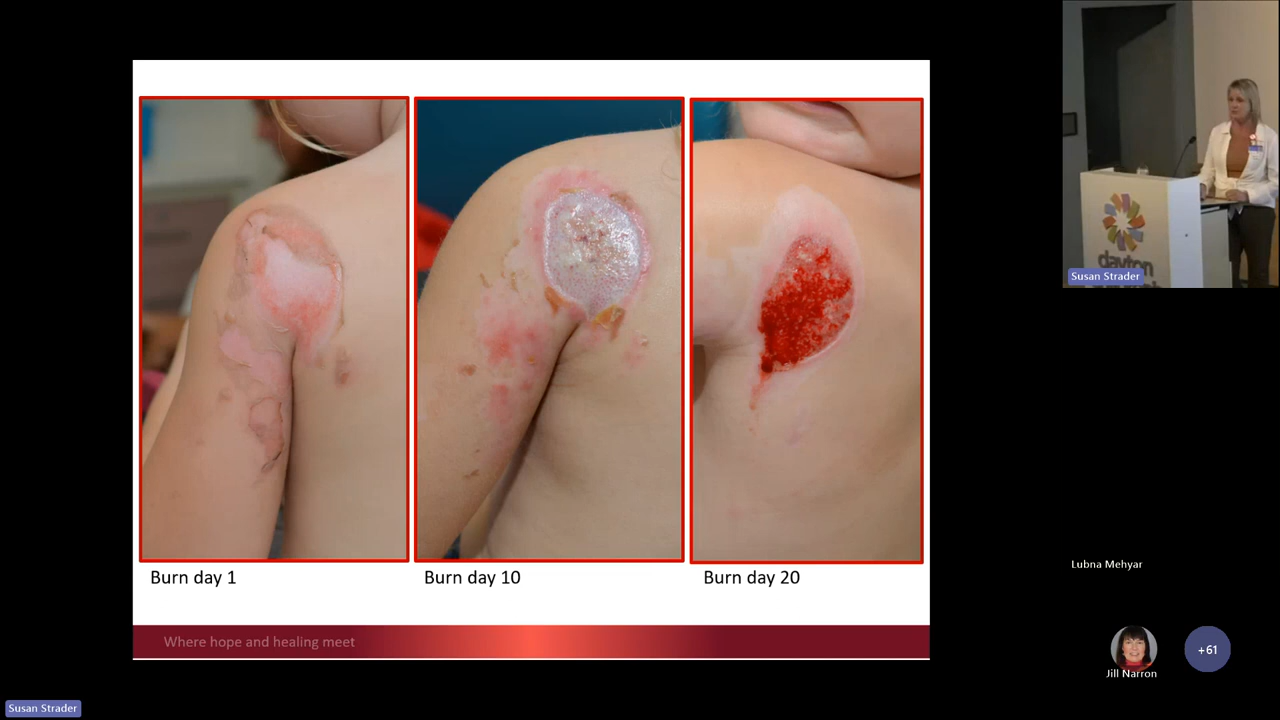 Burn day 1
Burn day 10
Burn day 20
Where hope and healing meet
dayton
Susan Strader
Lubna Mehyar
Jill Narron
+61
Susan Strader